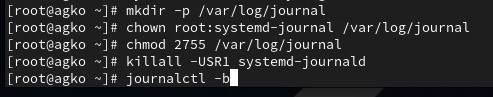 [root@agko ~]# mkdir -p /var/log/journal
[root@agko ~]# chown root:systemd-journal /var/log/journal
[root@agko ~]# chmod 2755 /var/log/journal
[root@agko ~]# killall -USR1 systemd-journald
[root@agko ~]# journalctl -b